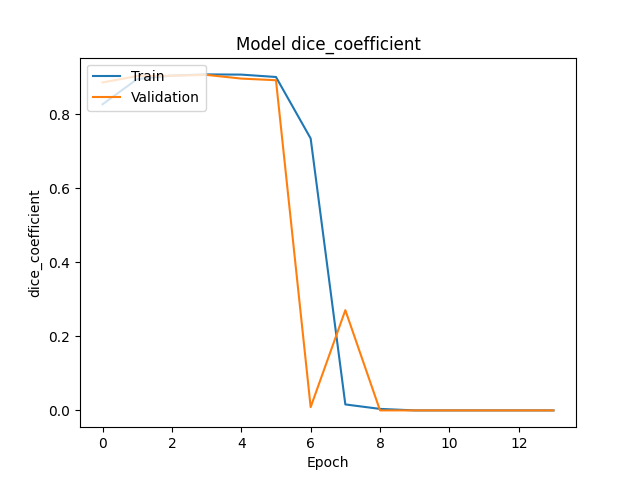 Model dice_coefficient
Train
Validation
dice_coefficient
0.8
0.6
0.4
0.2
0.0
0 2 4 6 8 10 12
Epoch